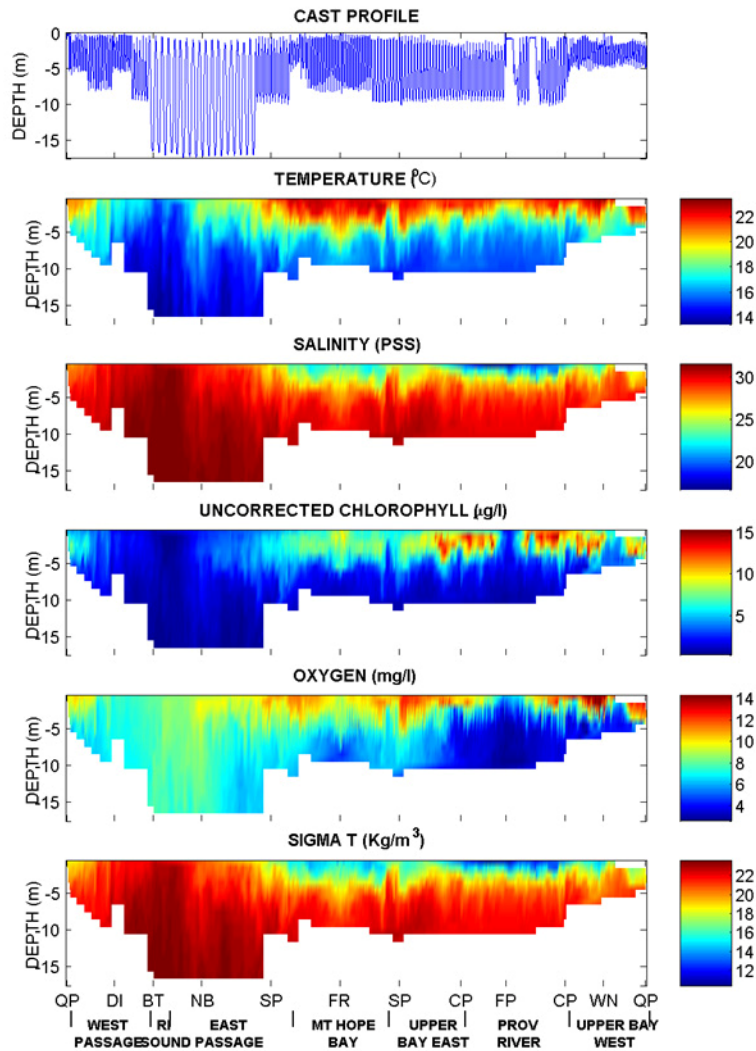 CAST PROFILE
0
-5
-10
-15
DEPTH (m)
TEMPERATURE (ºC)
-5
-10
-15
DEPTH (m)
22
20
18
16
14
SALINITY (PSS)
-5
-10
-15
DEPTH (m)
30
25
20
UNCORRECTED CHLOROPHYLL (µg/l)
-5
-10
-15
DEPTH (m)
15
10
5
OXYGEN (mg/l)
-5
-10
-15
DEPTH (m)
14
12
10
8
6
4
SIGMA T (Kg/m³)
-5
-10
-15
DEPTH (m)
22
20
18
16
14
12
QP DI BT NB SP FR SP CP FP CP WN QP
| WEST | RI | EAST | MT HOPE | UPPER | PROV | UPPER BAY |
PASSAGE SOUND PASSAGE BAY BAY EAST RIVER WEST